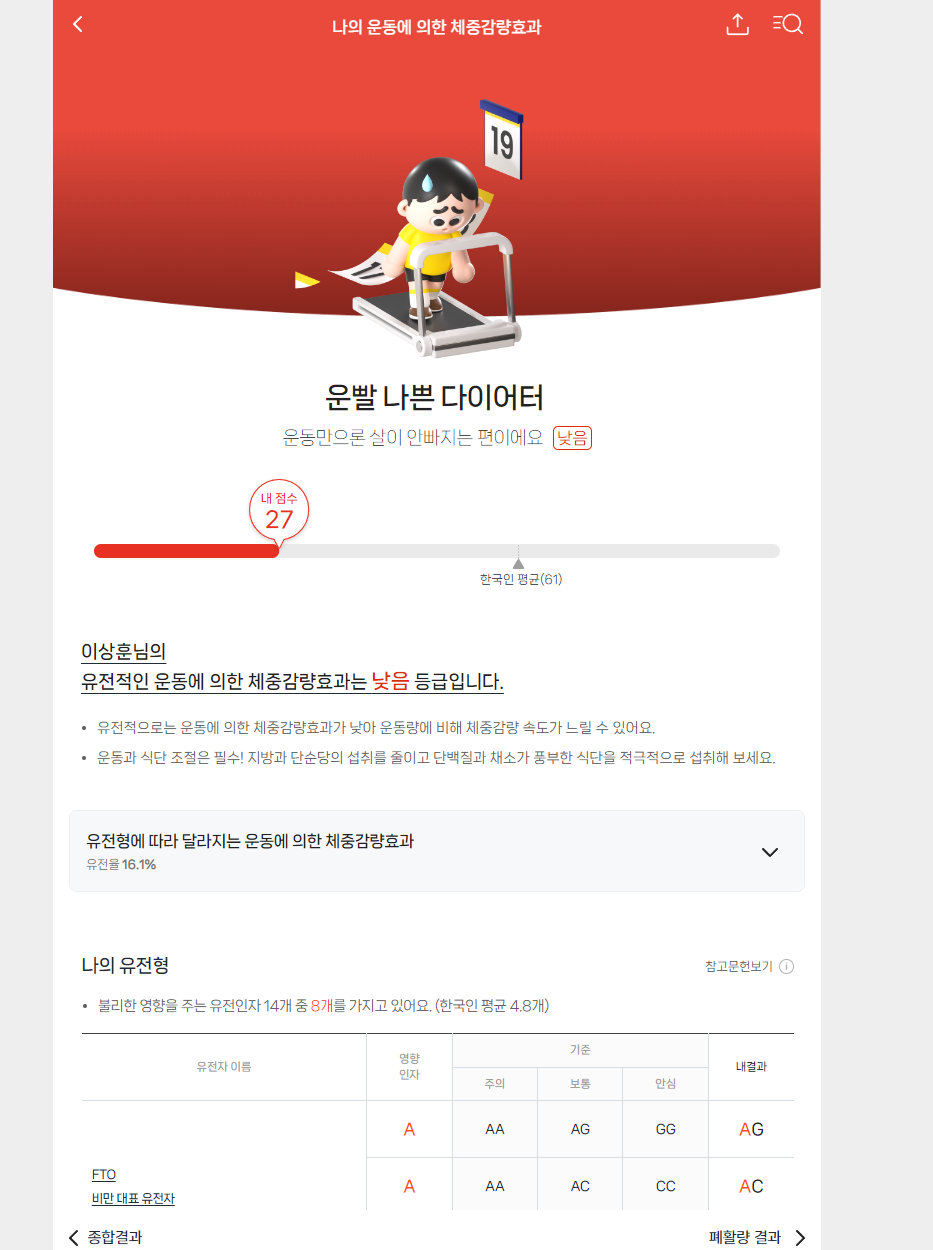 나의 운동에 의한 체중감량효과
19
운빨 나쁜 다이어터
운동만으론 살이 안빠지는 편이에요 낮음
내 점수
27
한국인 평균(61)
이상훈님의
유전적인 운동에 의한 체중감량효과는 낮음 등급입니다.
• 유전적으로는 운동에 의한 체중감량효과가 낮아 운동량에 비해 체중감량 속도가 느릴 수 있어요.
• 운동과 식단 조절은 필수! 지방과 단순당의 섭취를 줄이고 단백질과 채소가 풍부한 식단을 적극적으로 섭취해 보세요.
유전형에 따라 달라지는 운동에 의한 체중감량효과
유전율 16.1%
나의 유전형 참고문헌보기
• 불리한 영향을 주는 유전인자 14개 중 8개를 가지고 있어요. (한국인 평균 4.8개)
유전자 이름 영향 인자 기준 내결과
주의 보통 안심
A AA AG GG AG
FTO
비만 대표 유전자
A AA AC CC AC
종합결과 폐활량 결과